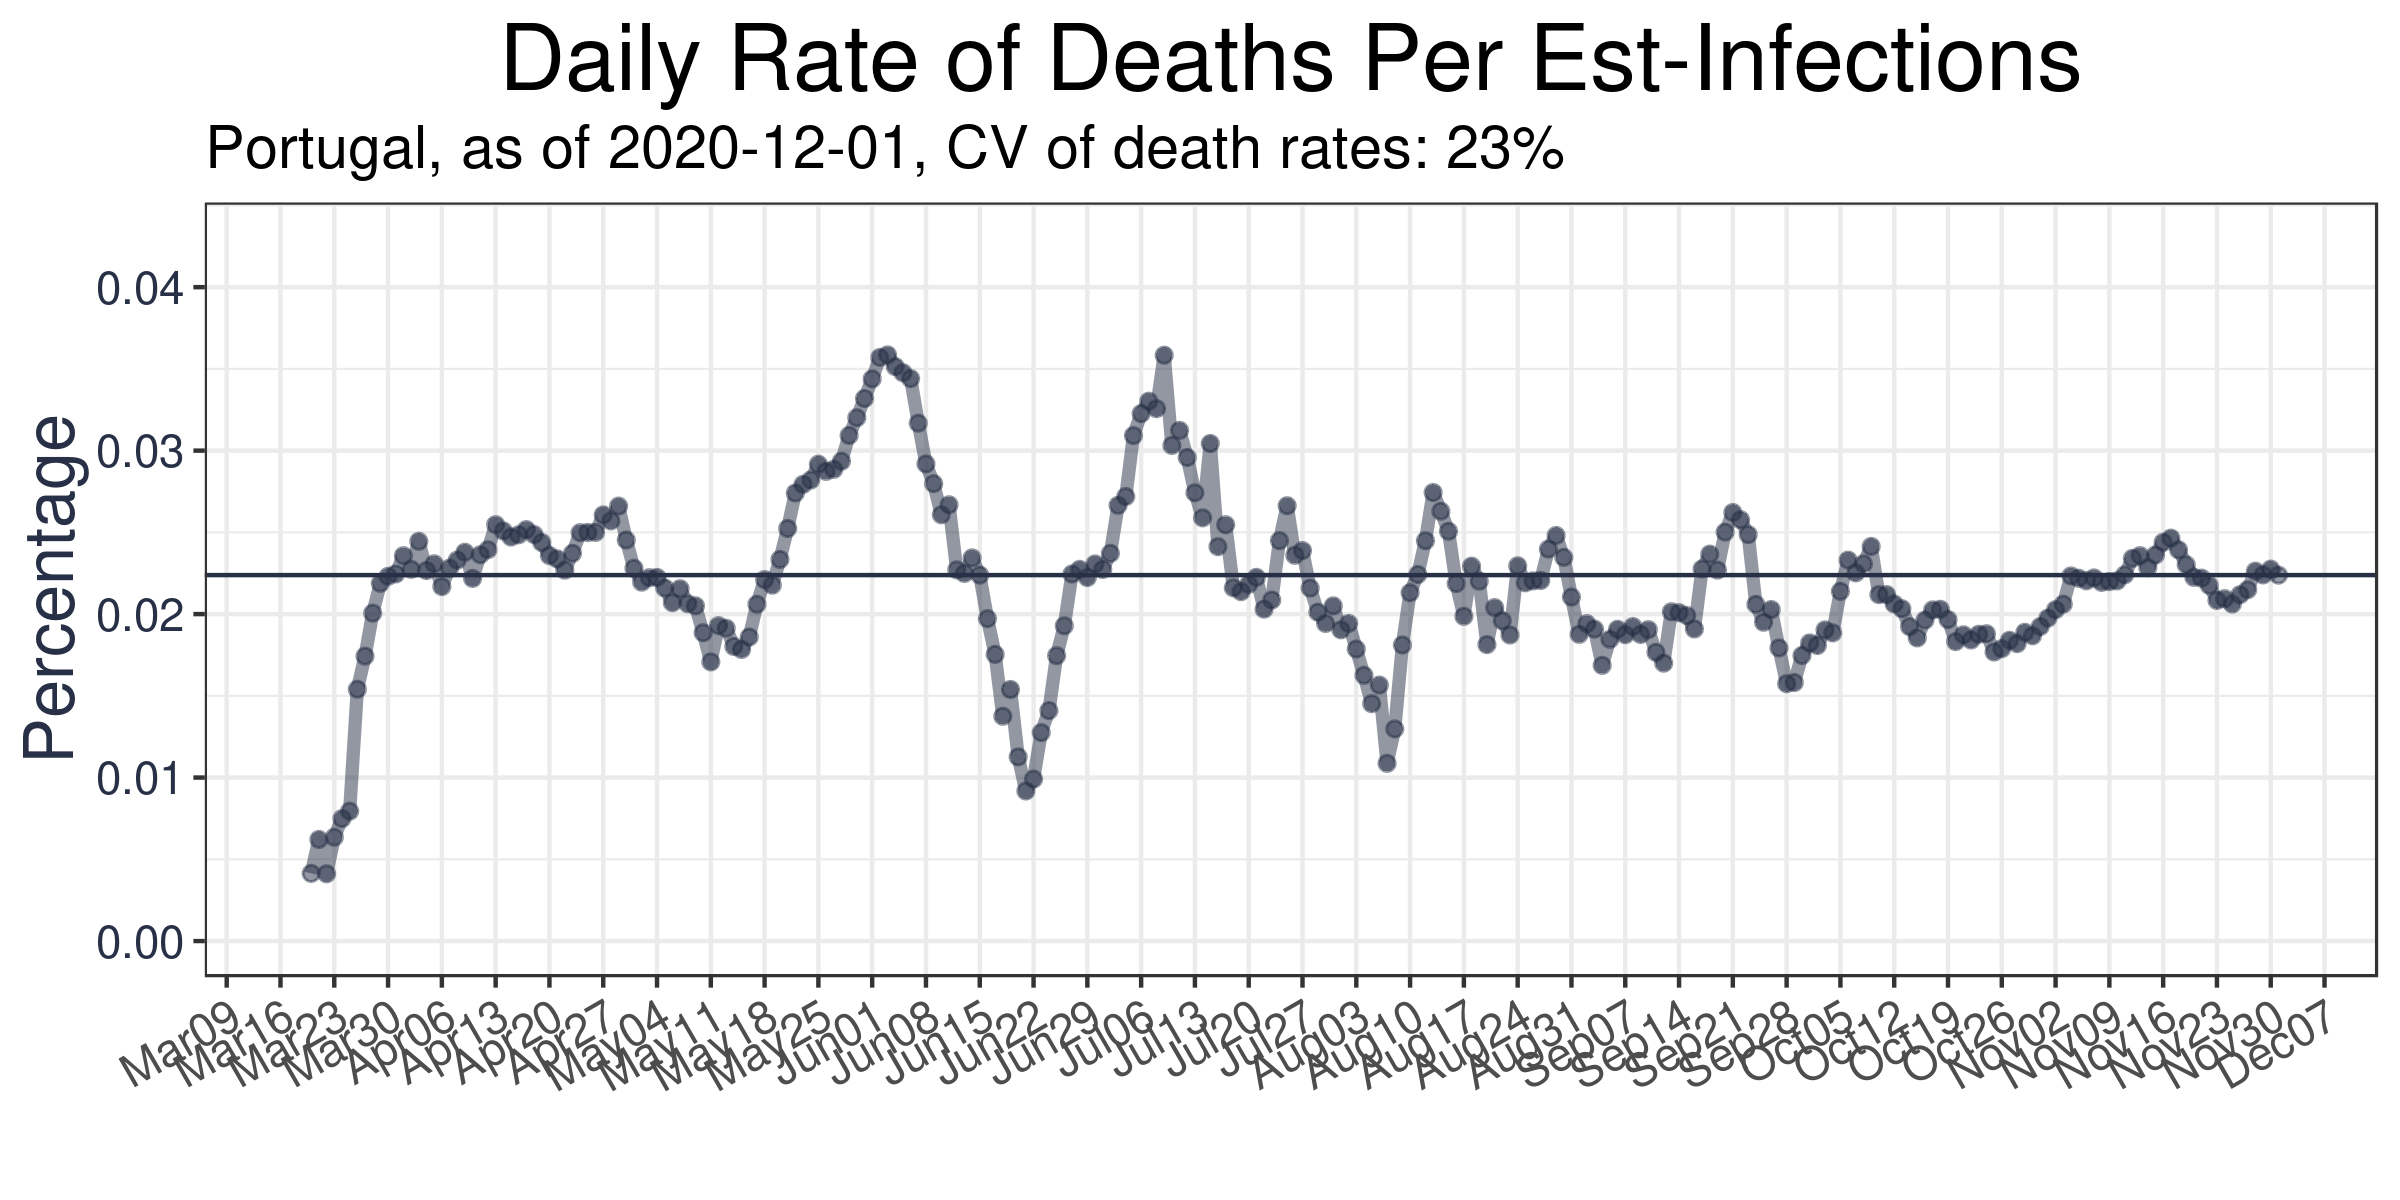 Daily Rate of Deaths Per Est-Infections
Portugal, as of 2020-12-01, CV of death rates: 23%
Percentage
0.04
0.03
0.02
0.01
0.00
Mar09
Mar16
Mar23
Mar30
Apr06
Apr13
Apr20
Apr27
May04
May11
May18
May25
Jun01
Jun08
Jun15
Jun22
Jun29
Jul06
Jul13
Jul20
Jul27
Aug03
Aug10
Aug17
Aug24
Aug31
Sep07
Sep14
Sep21
Sep28
Oct05
Oct12
Oct19
Oct26
Nov02
Nov09
Nov16
Nov23
Nov30
Dec07